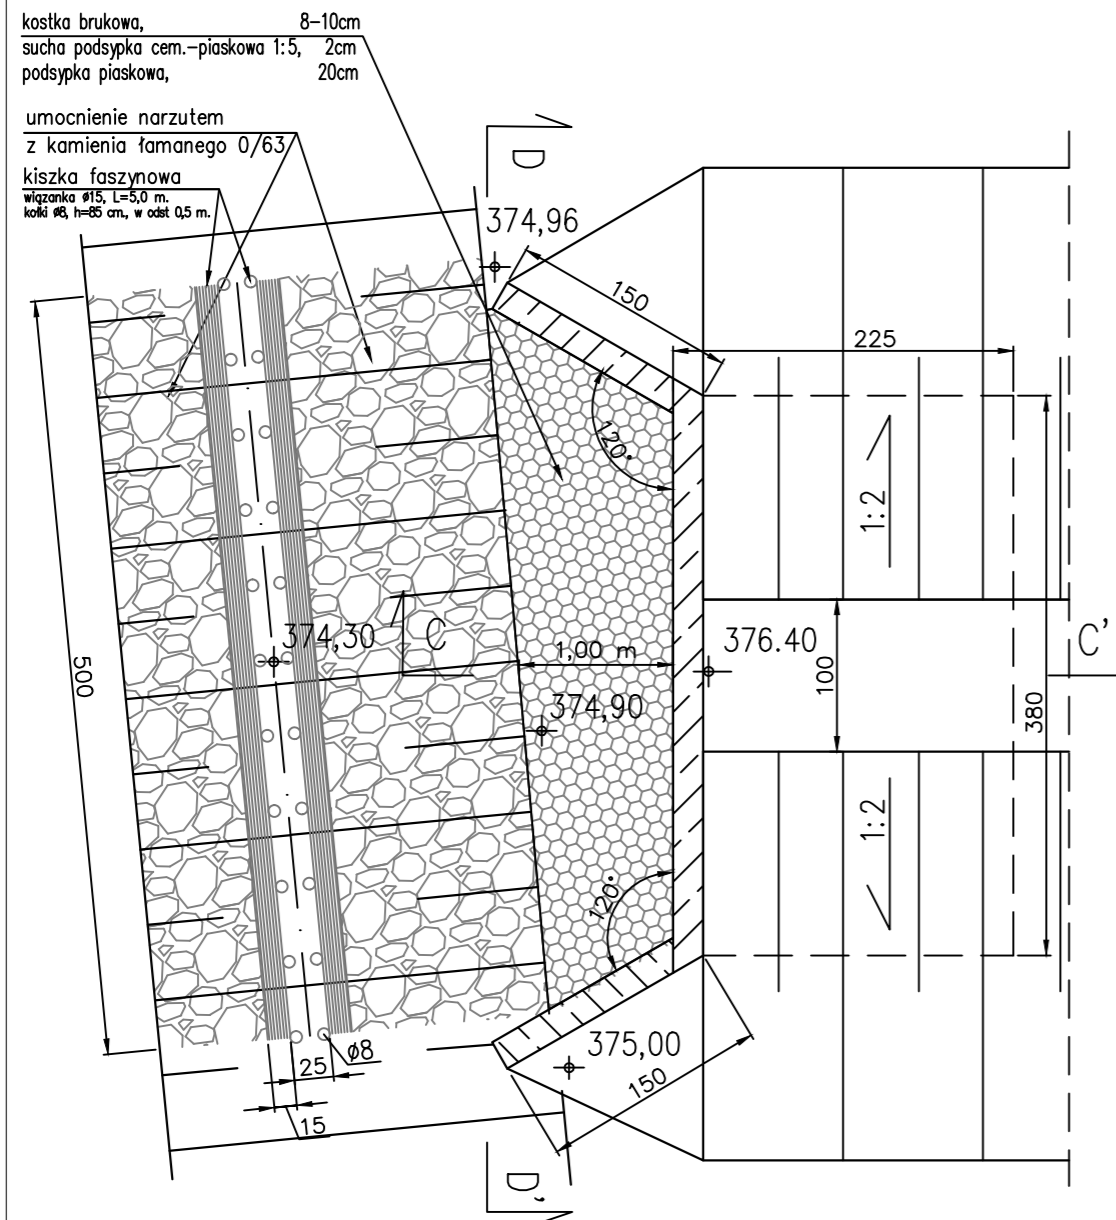 kostka brukowa, 8-10cm
sucha podsypka cem.-piaskowa 1:5, 2cm
podsypka piaskowa, 20cm
umocnienie narzutem
z kamienia łamanego 0/63
kiszka faszynowa
wiązanka ø15, L=5,0 m.
kołki ø8, h=85 cm., w odst 0,5 m.
D
374,96
150
225
120°
1:2
500
374,30
C
1,00 m
376.40
100
C'
380
374,90
1:2
120°
ø8
25
15
375,00
150
D'